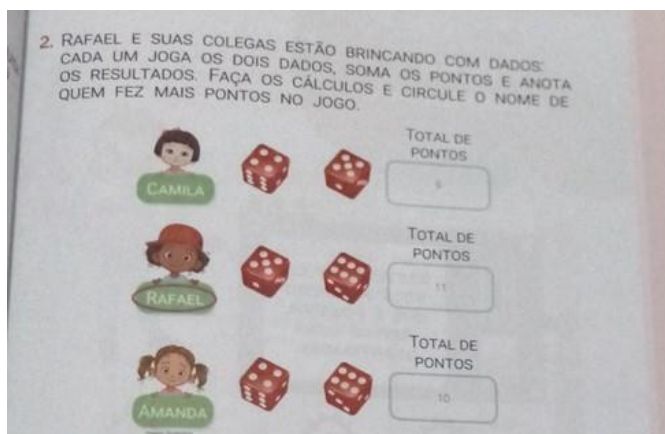 2. RAFAEL E SUAS COLEGAS ESTÃO BRINCANDO COM DADOS:
CADA UM JOGA OS DOIS DADOS, SOMA OS PONTOS E ANOTA
OS RESULTADOS. FAÇA OS CÁLCULOS E CIRCULE O NOME DE
QUEM FEZ MAIS PONTOS NO JOGO.
TOTAL DE
PONTOS
CAMILA
9
TOTAL DE
PONTOS
RAFAEL
11
TOTAL DE
PONTOS
AMANDA
10